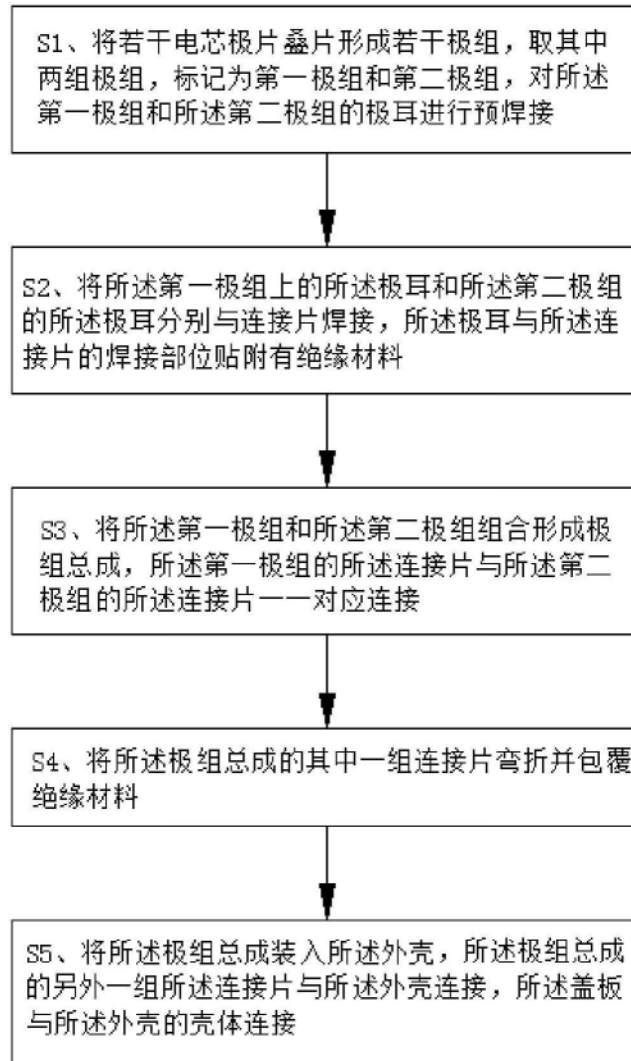 S1、将若干电芯极片叠片形成若干极组，取其中
两组极组，标记为第一极组和第二极组，对所述
第一极组和所述第二极组的极耳进行预焊接
S2、将所述第一极组上的所述极耳和所述第二极组
的所述极耳分别与连接片焊接，所述极耳与所述连
接片的焊接部位贴附有绝缘材料
S3、将所述第一极组和所述第二极组组合形成极
组总成，所述第一极组的所述连接片与所述第二
极组的所述连接片一一对应连接
S4、将所述极组总成的其中一组连接片弯折并包覆
绝缘材料
S5、将所述极组总成装入所述外壳，所述极组总成
的另外一组所述连接片与所述外壳连接，所述盖板
与所述外壳的壳体连接